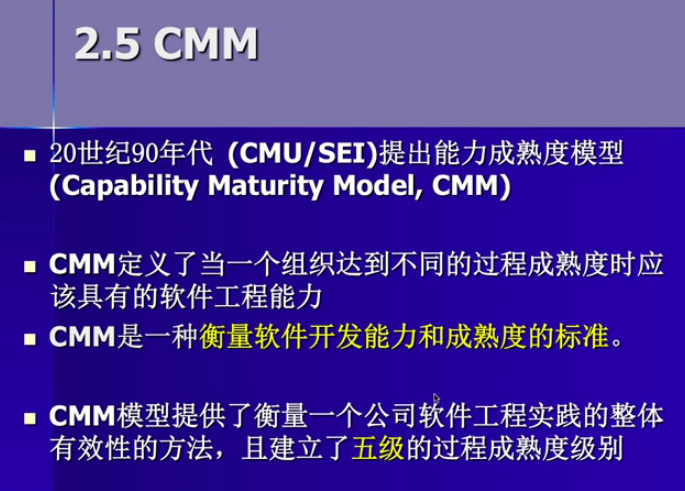 2.5 CMM
20世纪90年代 (CMU/SEI)提出能力成熟度模型
(Capability Maturity Model, CMM)
CMM定义了当一个组织达到不同的过程成熟度时应
该具有的软件工程能力
CMM是一种衡量软件开发能力和成熟度的标准。
CMM模型提供了衡量一个公司软件工程实践的整体
有效性的方法，且建立了五级的过程成熟度级别